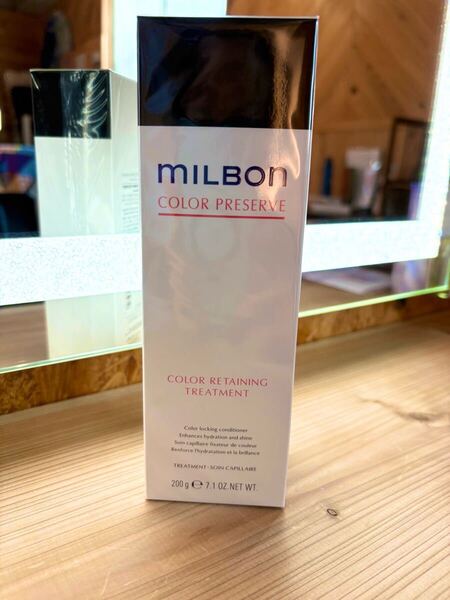 MILBON
COLOR PRESERVE
COLOR RETAINING
TREATMENT
Color locking conditioner
Enhances hydration and shine
Soin capillaire fixateur de couleur
Renforce l'hydratation et la brillance
TREATMENT・SOIN CAPILLAIRE
200 g ℮ 7.1 OZ. NET WT.